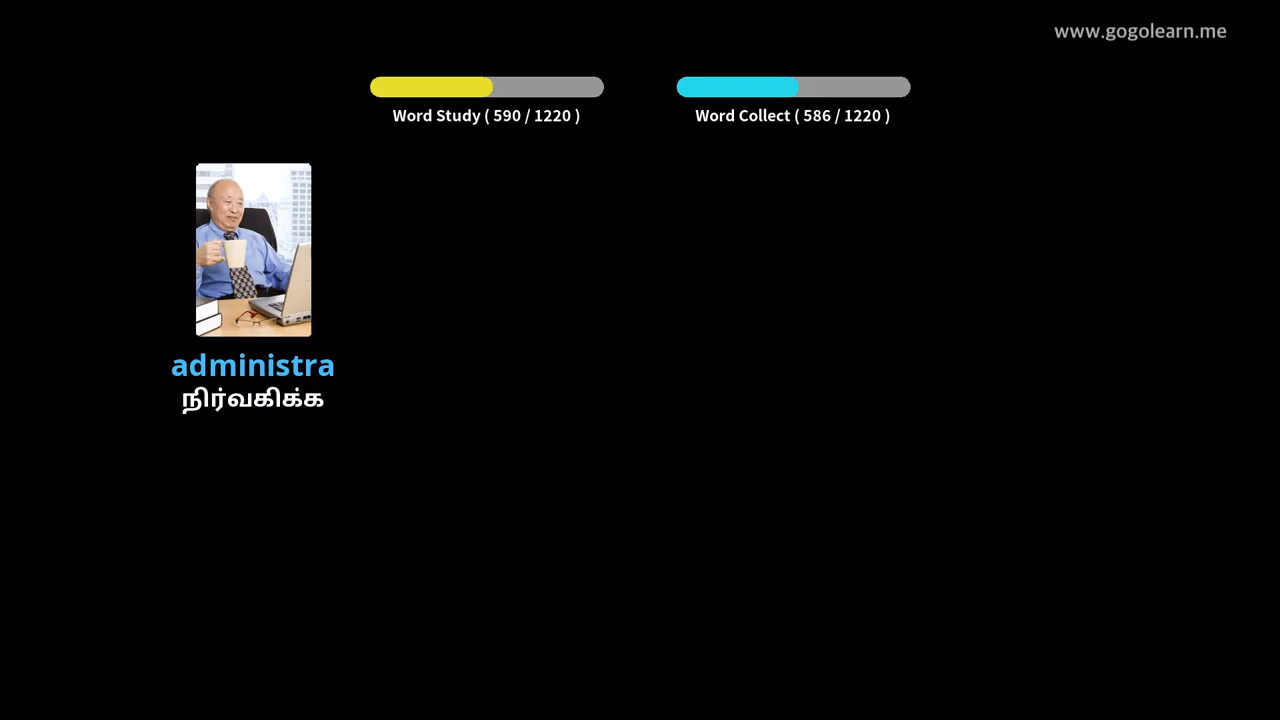 www.gogolearn.me
Word Study ( 590 / 1220 )
Word Collect ( 586 / 1220 )
administra
நிர்வகிக்க